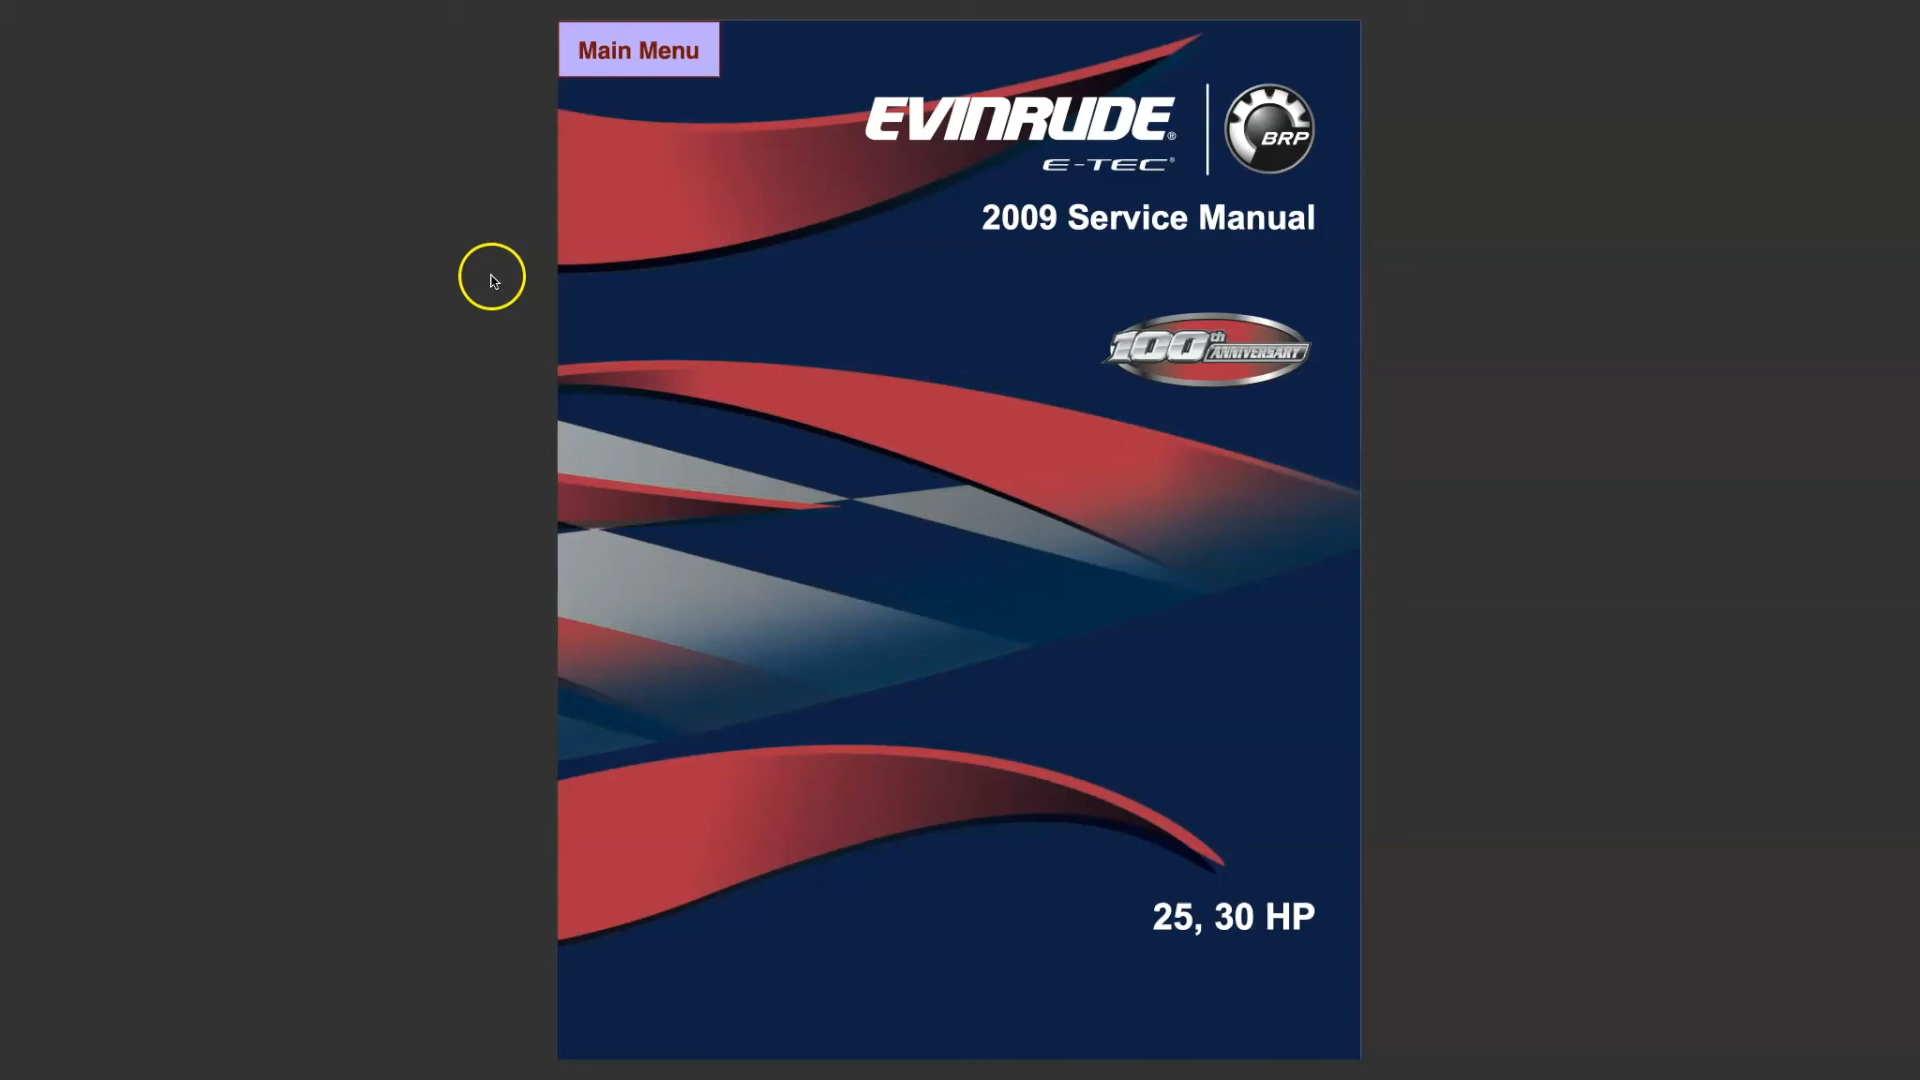 Main Menu
EVINRUDE®
E-TEC®
BRP
2009 Service Manual
100th ANNIVERSARY
25, 30 HP